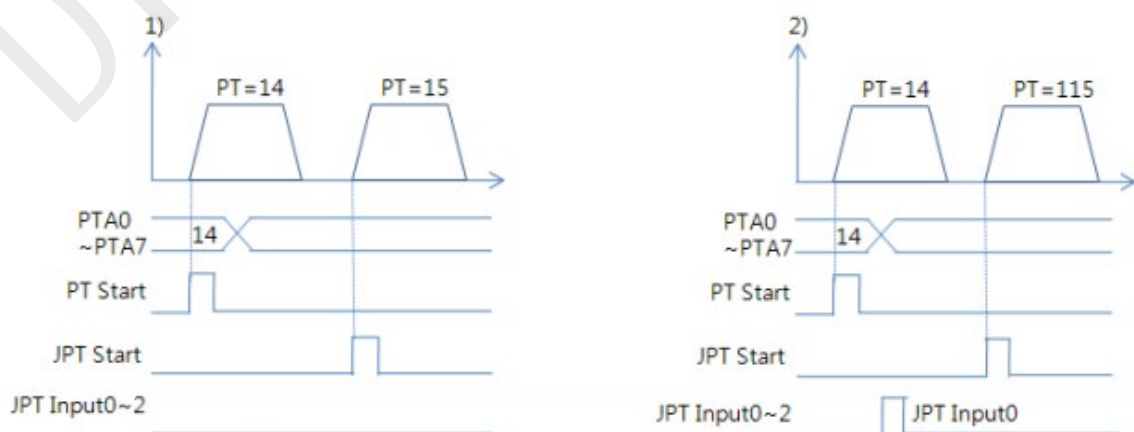 1)
PT=14
PT=15
PTA0
~PTA7
14
PT Start
JPT Start
JPT Input0~2
2)
PT=14
PT=115
PTA0
~PTA7
14
PT Start
JPT Start
JPT Input0~2
JPT Input0